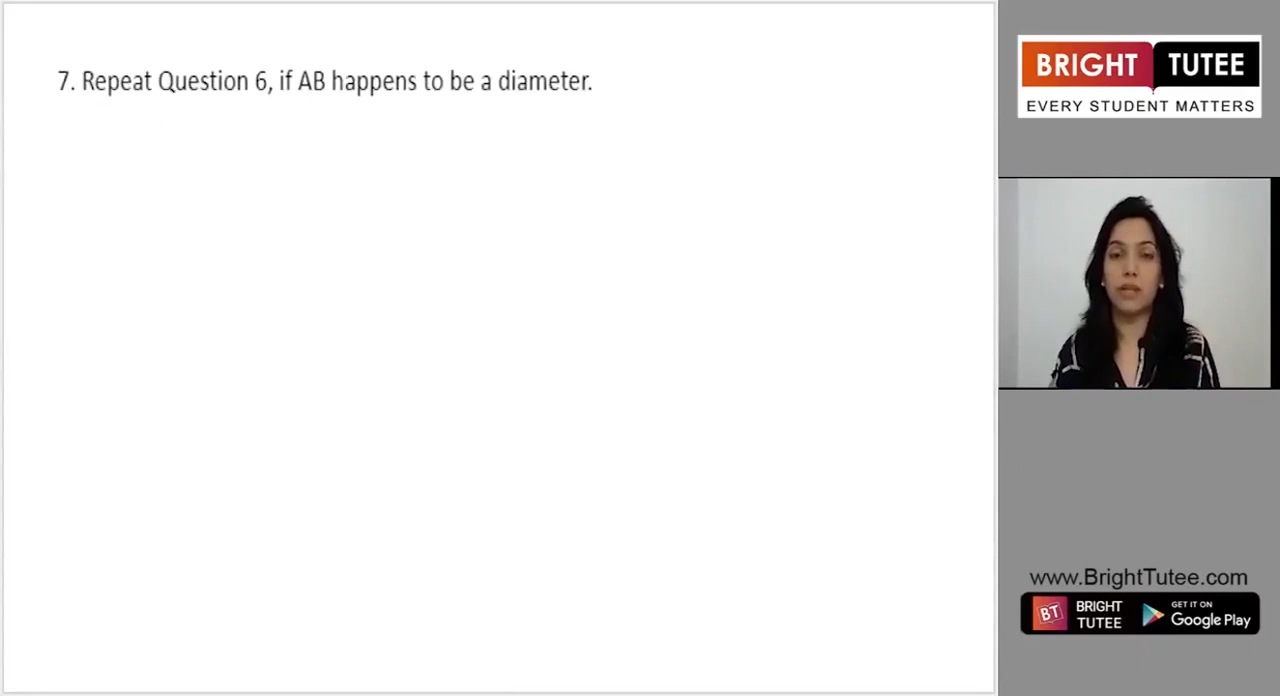 7. Repeat Question 6, if AB happens to be a diameter.
BRIGHT TUTEE
EVERY STUDENT MATTERS
www.BrightTutee.com
BT BRIGHT TUTEE GET IT ON Google Play